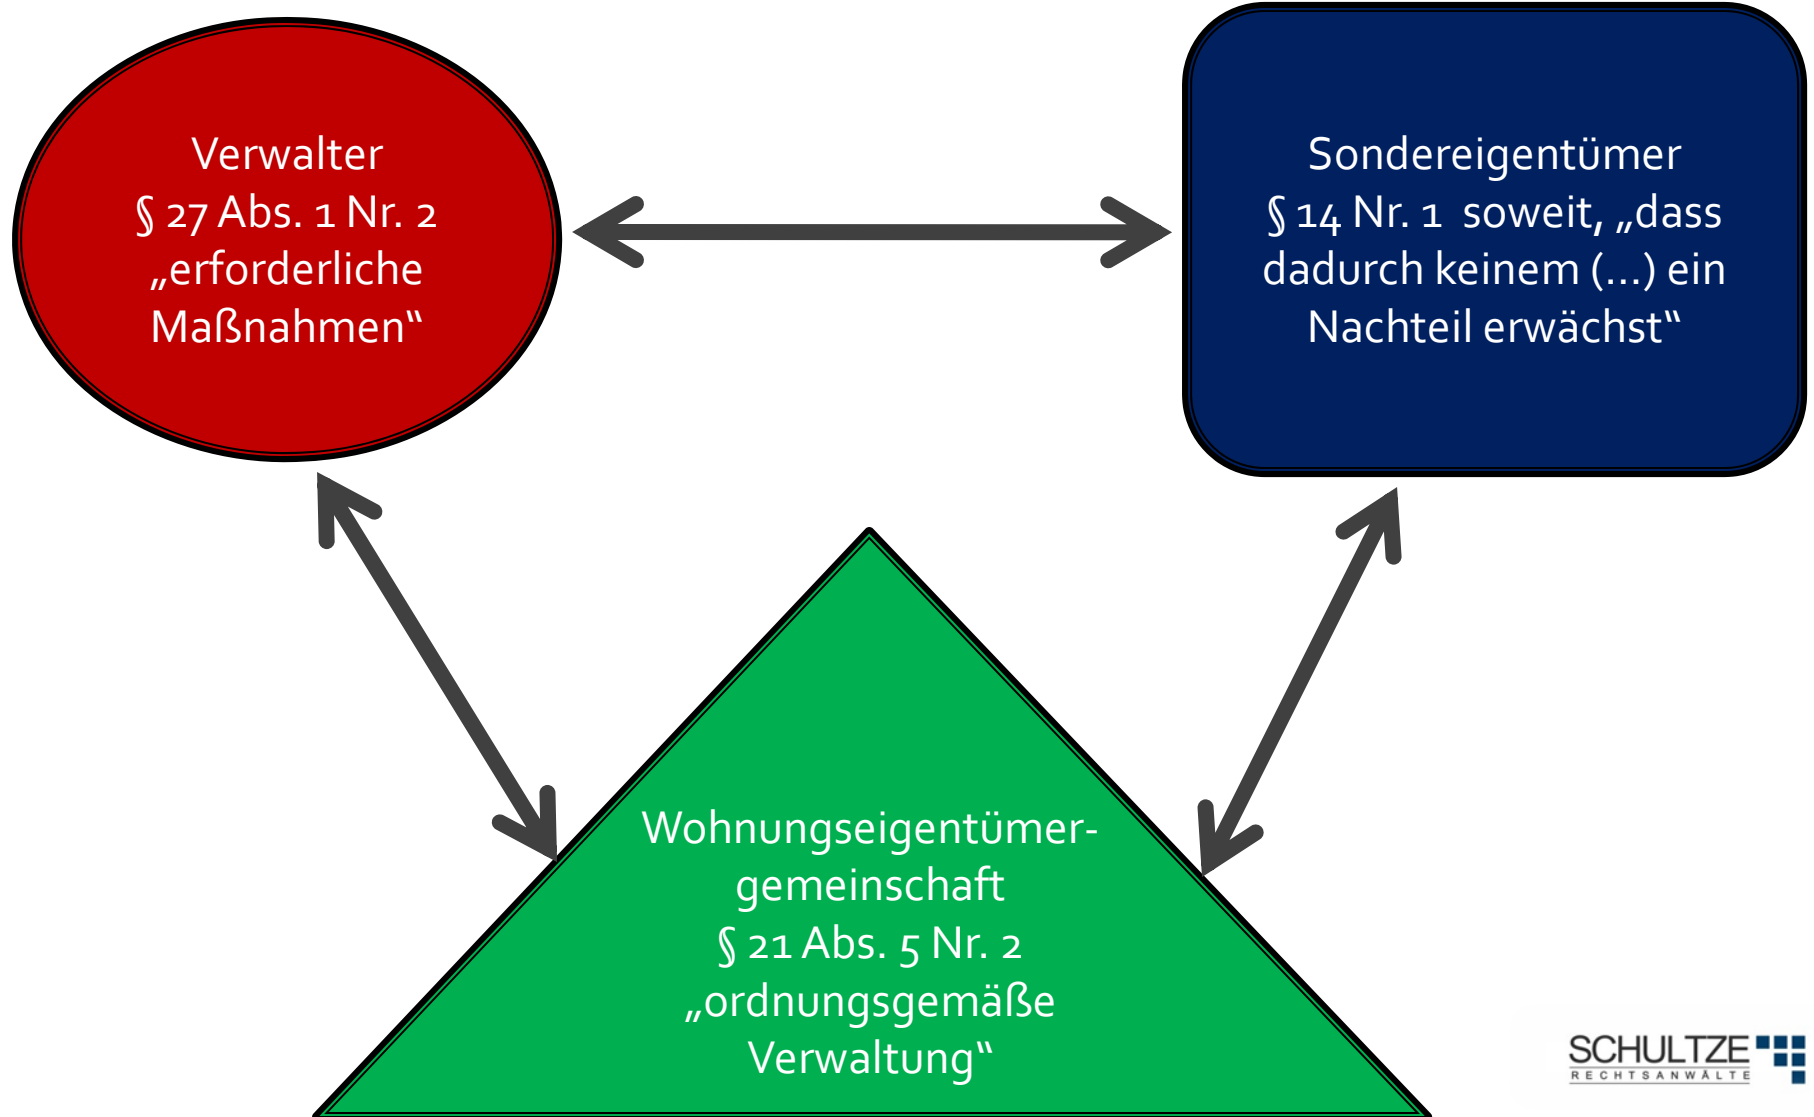 Verwalter
§ 27 Abs. 1 Nr. 2
„erforderliche
Maßnahmen“
Sondereigentümer
§ 14 Nr. 1 soweit, „dass
dadurch keinem (...) ein
Nachteil erwächst“
Wohnungseigentümer-
gemeinschaft
§ 21 Abs. 5 Nr. 2
„ordnungsgemäße
Verwaltung“
SCHULTZE
RECHTSANWÄLTE